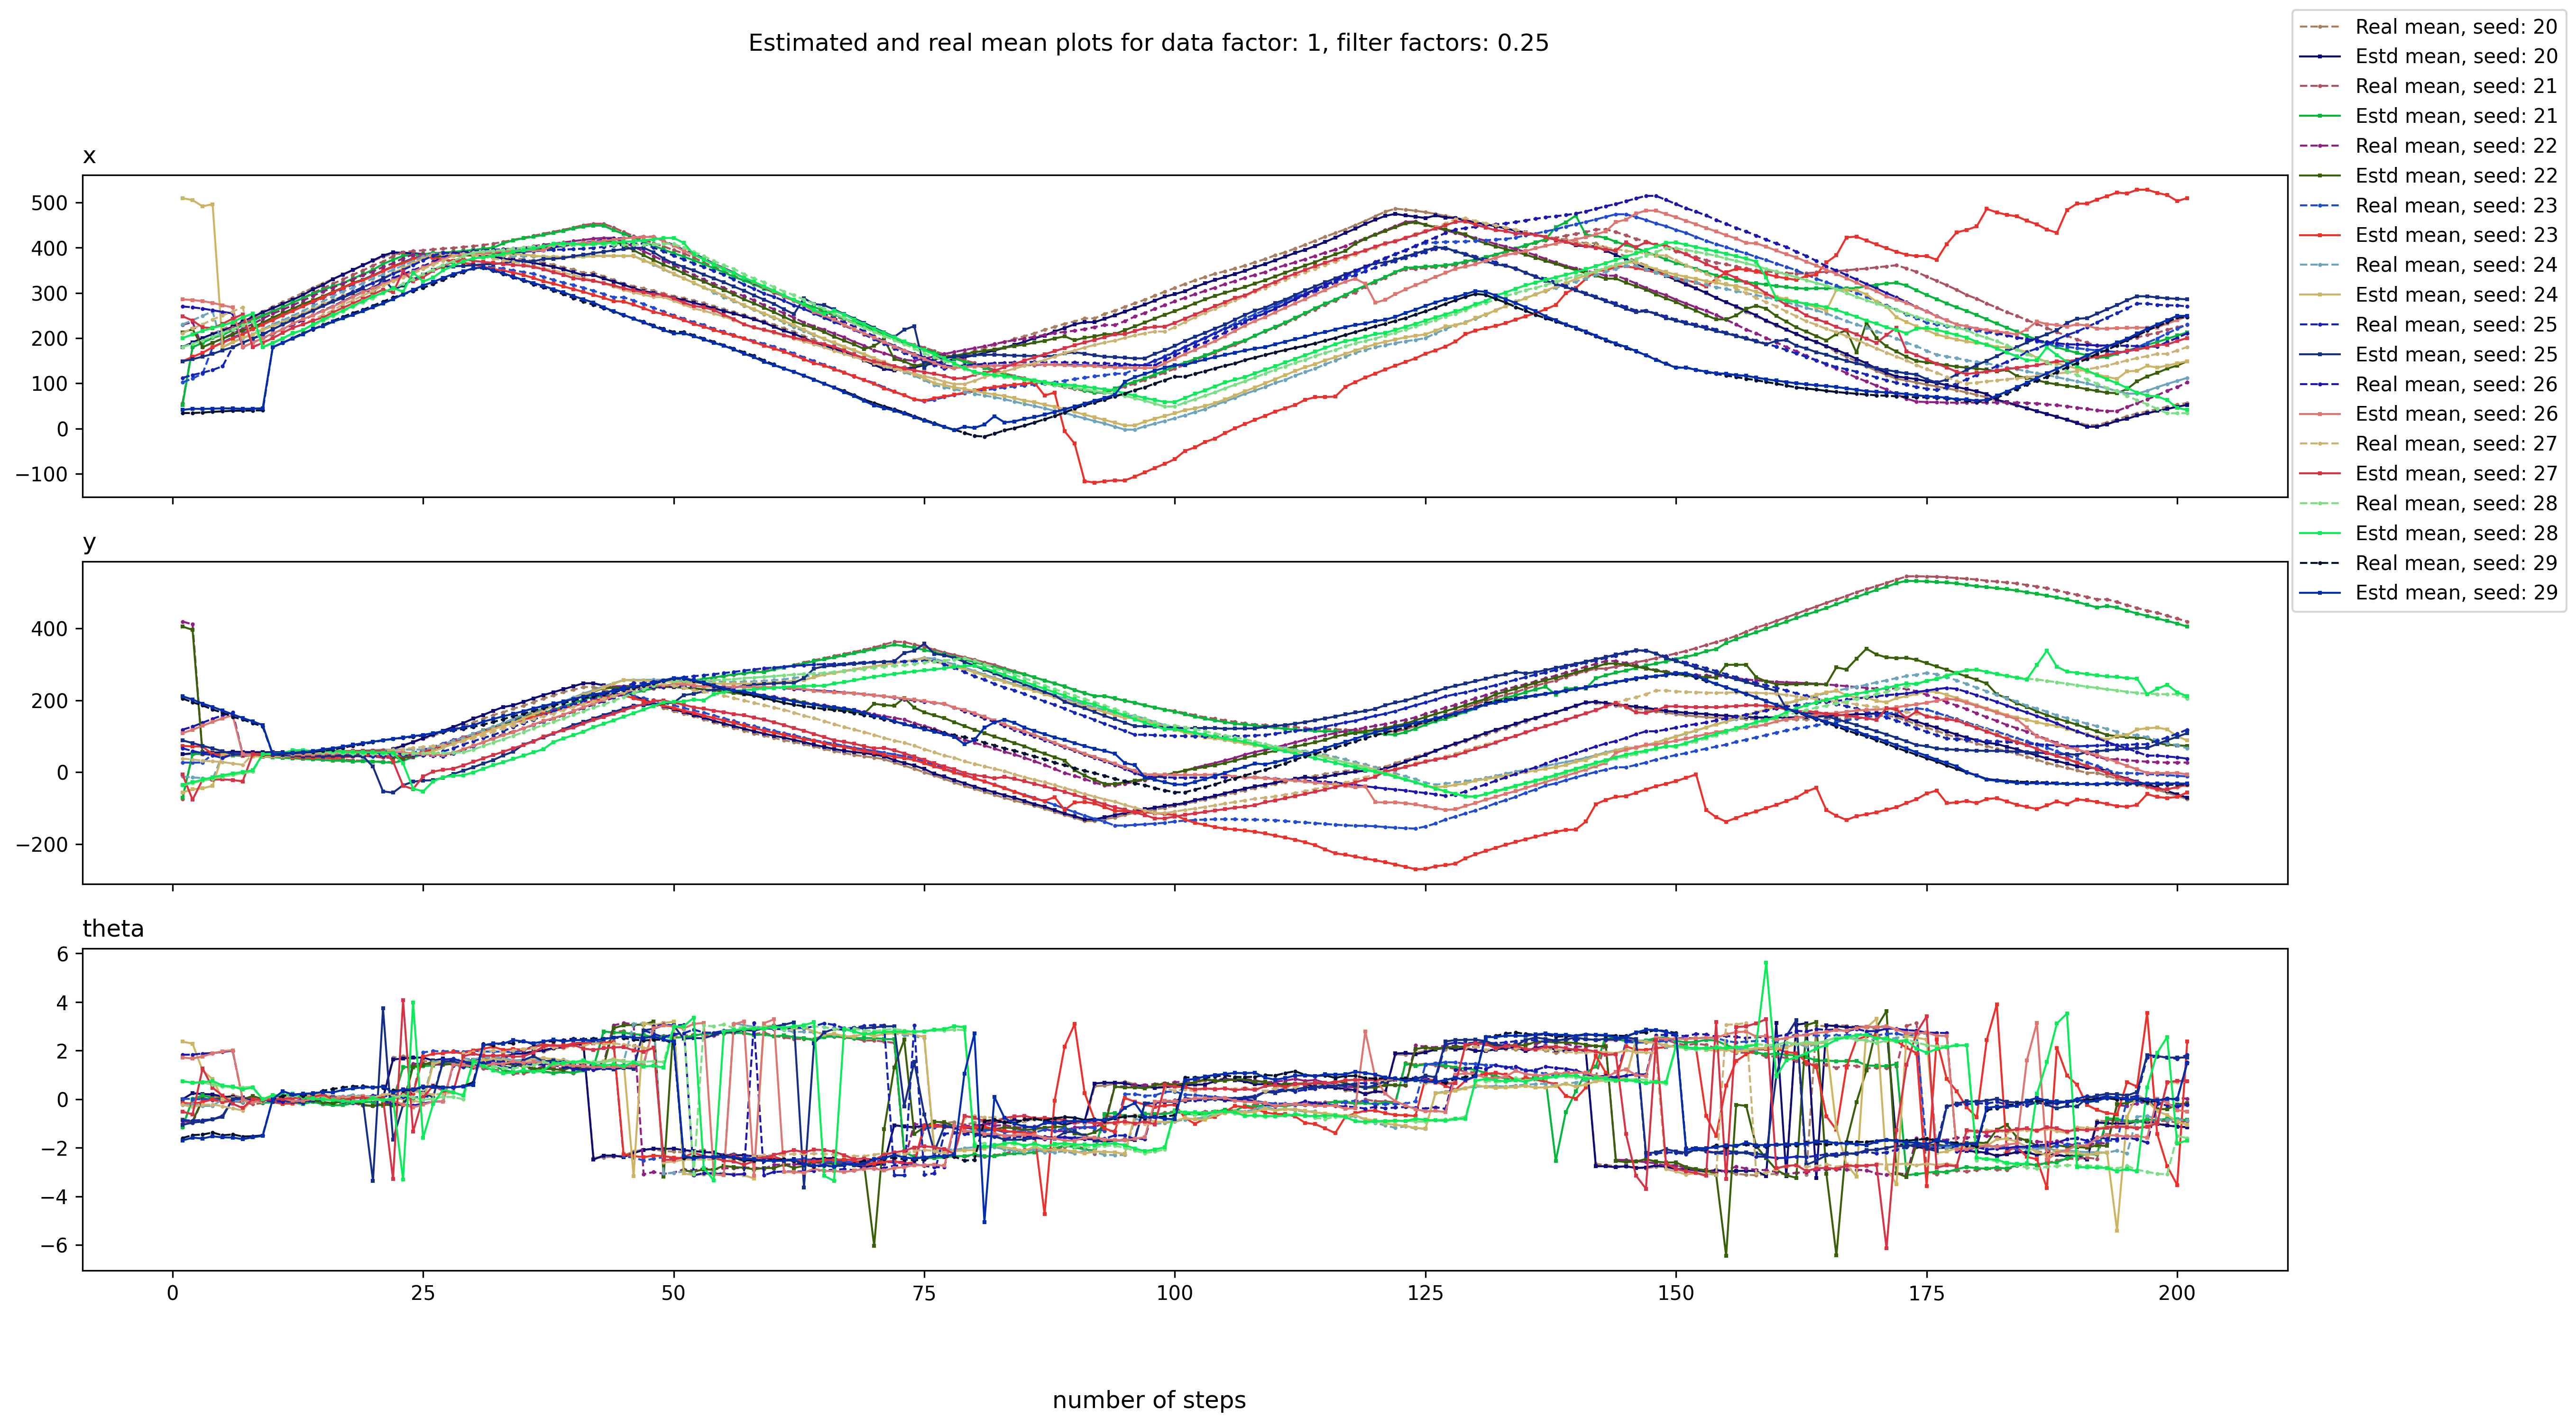 Estimated and real mean plots for data factor: 1, filter factors: 0.25
Real mean, seed: 20
Estd mean, seed: 20
Real mean, seed: 21
Estd mean, seed: 21
Real mean, seed: 22
Estd mean, seed: 22
Real mean, seed: 23
Estd mean, seed: 23
Real mean, seed: 24
Estd mean, seed: 24
Real mean, seed: 25
Estd mean, seed: 25
Real mean, seed: 26
Estd mean, seed: 26
Real mean, seed: 27
Estd mean, seed: 27
Real mean, seed: 28
Estd mean, seed: 28
Real mean, seed: 29
Estd mean, seed: 29
x
500
400
300
200
100
0
−100
y
400
200
0
−200
theta
6
4
2
0
−2
−4
−6
0 25 50 75 100 125 150 175 200
number of steps